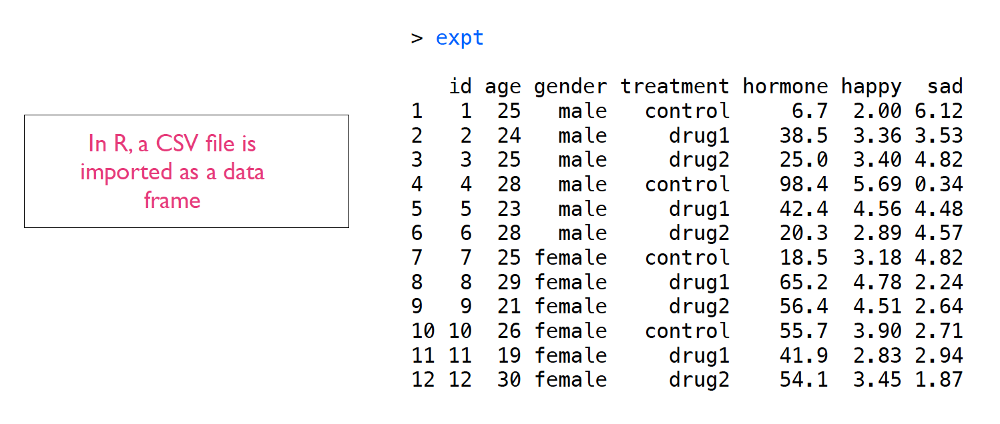 In R, a CSV file is
imported as a data
frame
> expt
id age gender treatment hormone happy sad
1 1 25 male control 6.7 2.00 6.12
2 2 24 male drug1 38.5 3.36 3.53
3 3 25 male drug2 25.0 3.40 4.82
4 4 28 male control 98.4 5.69 0.34
5 5 23 male drug1 42.4 4.56 4.48
6 6 28 male drug2 20.3 2.89 4.57
7 7 25 female control 18.5 3.18 4.82
8 8 29 female drug1 65.2 4.78 2.24
9 9 21 female drug2 56.4 4.51 2.64
10 10 26 female control 55.7 3.90 2.71
11 11 19 female drug1 41.9 2.83 2.94
12 12 30 female drug2 54.1 3.45 1.87